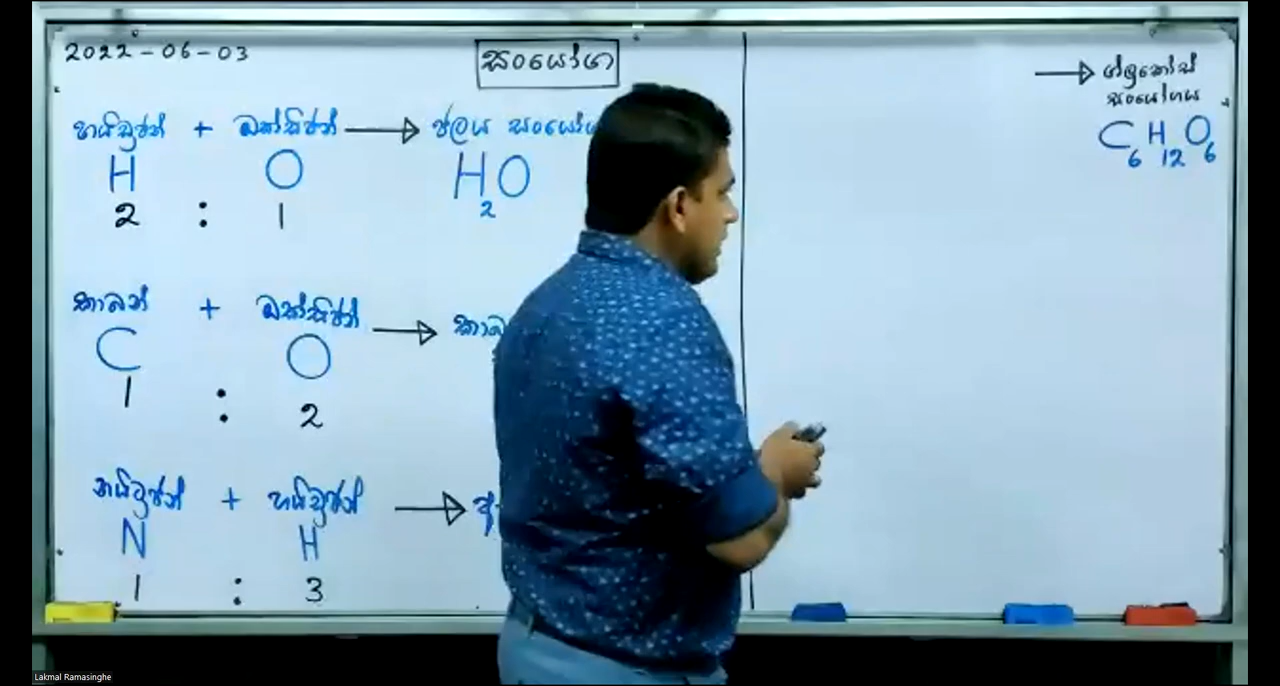 2022-06-03
සංයෝග
හයිඩ්‍රජන් + ඔක්සිජන් → ජලය සංයෝග
H O H₂O
2 : 1
කාබන් + ඔක්සිජන් →
C O
1 : 2
නයිට්‍රජන් + හයිඩ්‍රජන් →
N H
1 : 3
→ ග්ලූකෝස්
සංයෝගය
C₆H₁₂O₆
Lakmal Ramasinghe